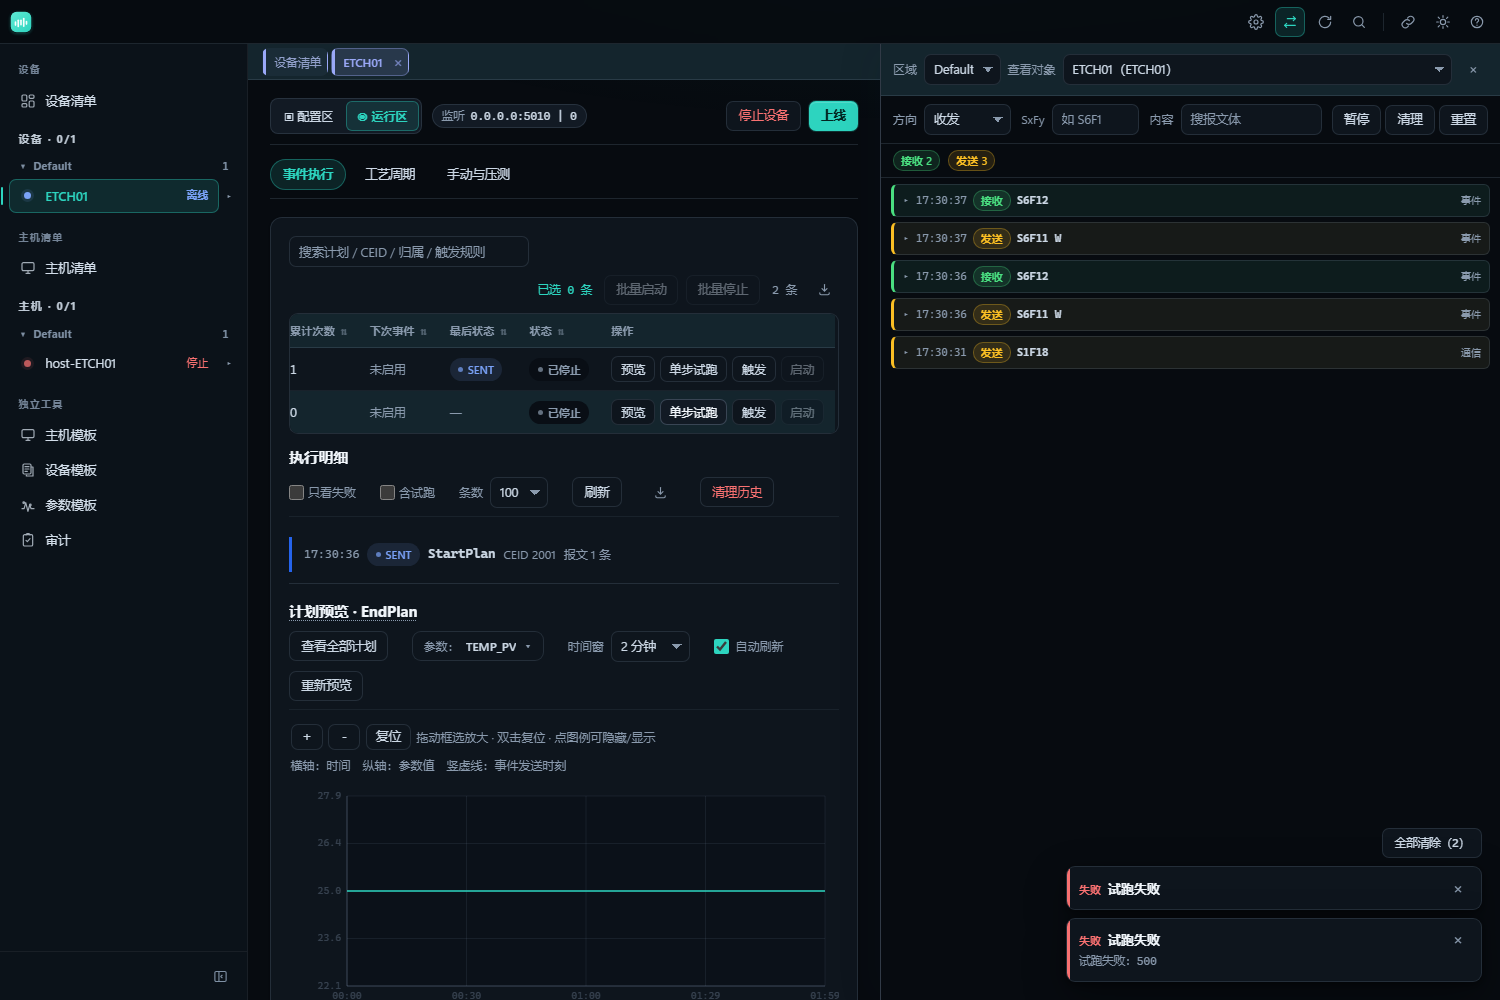 设备
设备清单
设备 · 0/1
Default 1
ETCH01 离线
主机清单
主机清单
主机 · 0/1
Default 1
host-ETCH01 停止
独立工具
主机模板
设备模板
参数模板
审计
设备清单 ETCH01 ×
配置区 运行区 监听 0.0.0.0:5010 | 0 停止设备 上线
事件执行 工艺周期 手动与压测
搜索计划 / CEID / 归属 / 触发规则
已选 0 条 批量启动 批量停止 2 条
累计次数 下次事件 最后状态 状态 操作
1 未启用 SENT 已停止 预览 单步试跑 触发 启动
0 未启用 — 已停止 预览 单步试跑 触发 启动
执行明细
只看失败 含试跑 条数 100 刷新 清理历史
17:30:36 SENT StartPlan CEID 2001 报文 1 条
计划预览 · EndPlan
查看全部计划 参数: TEMP_PV 时间窗 2 分钟 自动刷新
重新预览
+ - 复位 拖动框选放大 · 双击复位 · 点图例可隐藏/显示
横轴: 时间 纵轴: 参数值 竖虚线: 事件发送时刻
27.9
26.4
25.0
23.6
22.1
00:00 00:30 01:00 01:29 01:59
区域 Default 查看对象 ETCH01 (ETCH01) ×
方向 收发 SxFy 如 S6F1 内容 搜报文体 暂停 清理 重置
接收 2 发送 3
17:30:37 接收 S6F12 事件
17:30:37 发送 S6F11 W 事件
17:30:36 接收 S6F12 事件
17:30:36 发送 S6F11 W 事件
17:30:31 发送 S1F18 通信
全部清除 (2)
失败 试跑失败 ×
失败 试跑失败 ×
试跑失败: 500